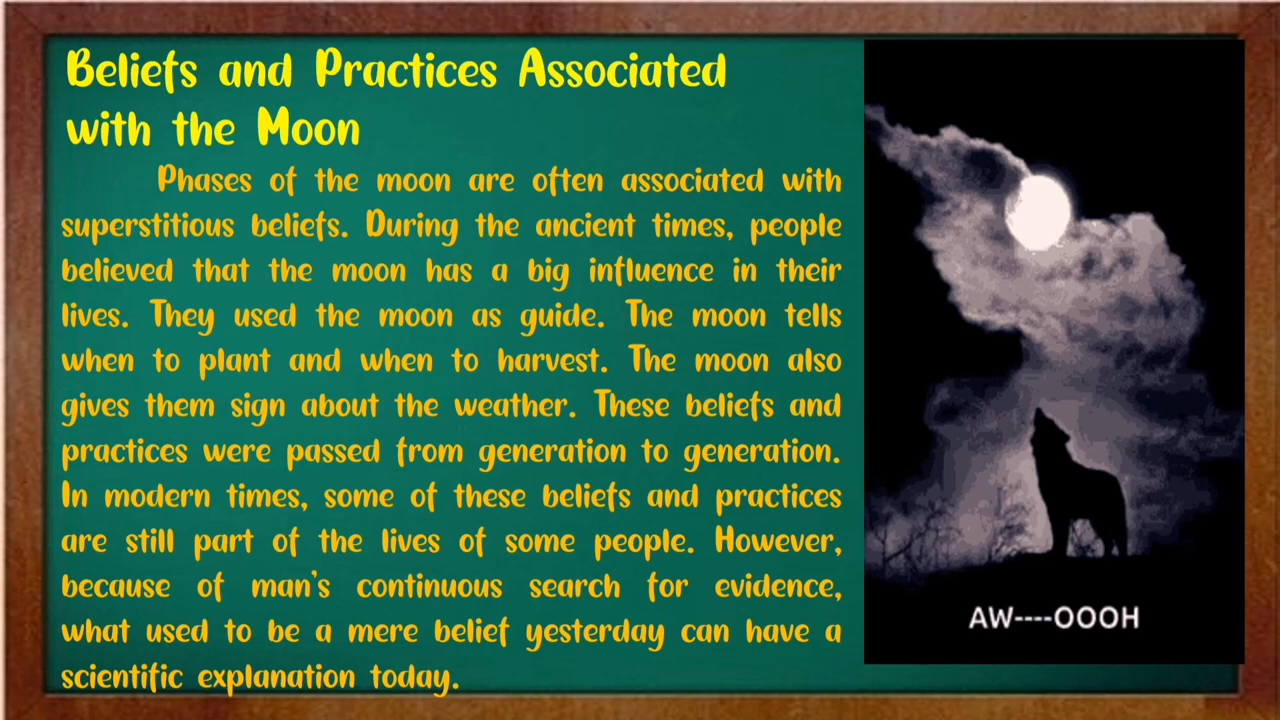 Beliefs and Practices Associated
with the Moon
Phases of the moon are often associated with
superstitious beliefs. During the ancient times, people
believed that the moon has a big influence in their
lives. They used the moon as guide. The moon tells
when to plant and when to harvest. The moon also
gives them sign about the weather. These beliefs and
practices were passed from generation to generation.
In modern times, some of these beliefs and practices
are still part of the lives of some people. However,
because of man's continuous search for evidence,
what used to be a mere belief yesterday can have a
scientific explanation today.
AW----OOOH